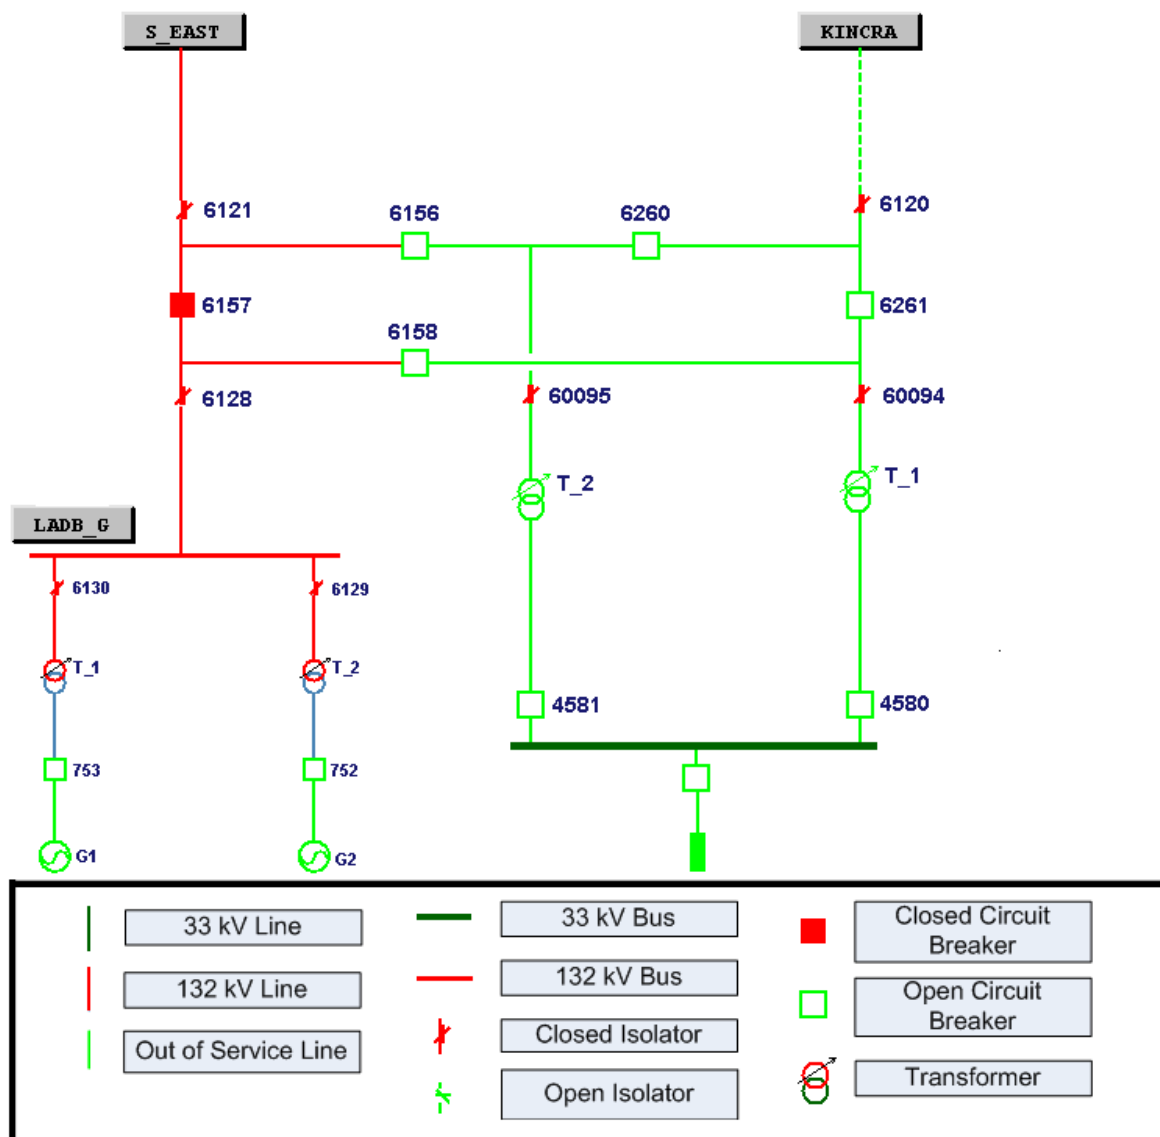 S_EAST
KINCRA
6121
6156
6260
6120
6157
6158
6261
6128
60095
60094
T_2
T_1
LADB_G
6130
6129
T_1
T_2
4581
4580
753
752
G1
G2
33 kV Line
33 kV Bus
Closed Circuit
Breaker
132 kV Line
132 kV Bus
Open Circuit
Breaker
Out of Service Line
Closed Isolator
Transformer
Open Isolator